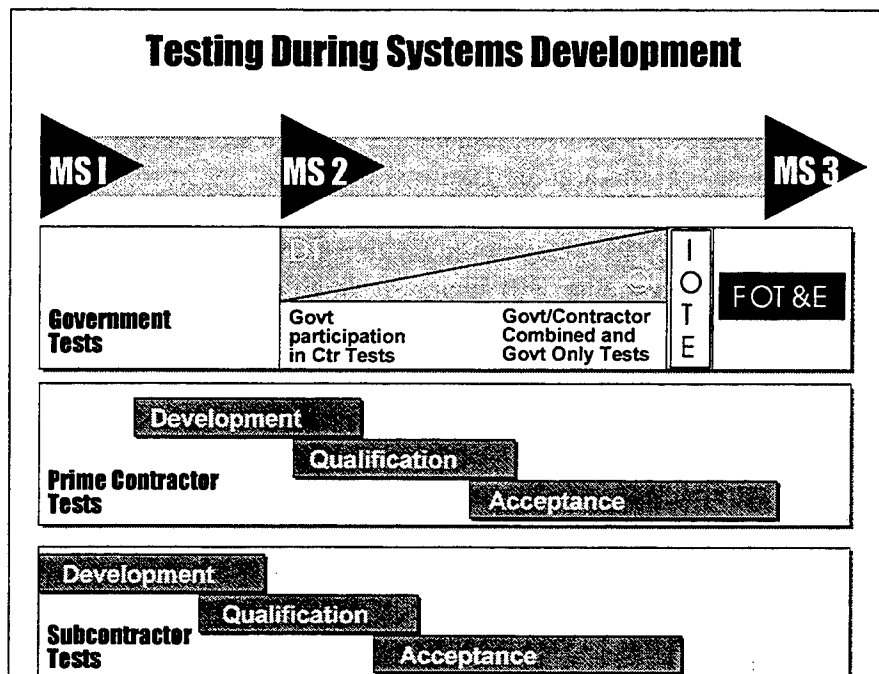 Testing During Systems Development
MS I
MS 2
MS 3
Government
Tests
DT
Govt
participation
in Ctr Tests
Govt/Contractor
Combined and
Govt Only Tests
I
O
T
E
F OT &E
Prime Contractor
Tests
Development
Qualification
Acceptance
Subcontractor
Tests
Development
Qualification
Acceptance